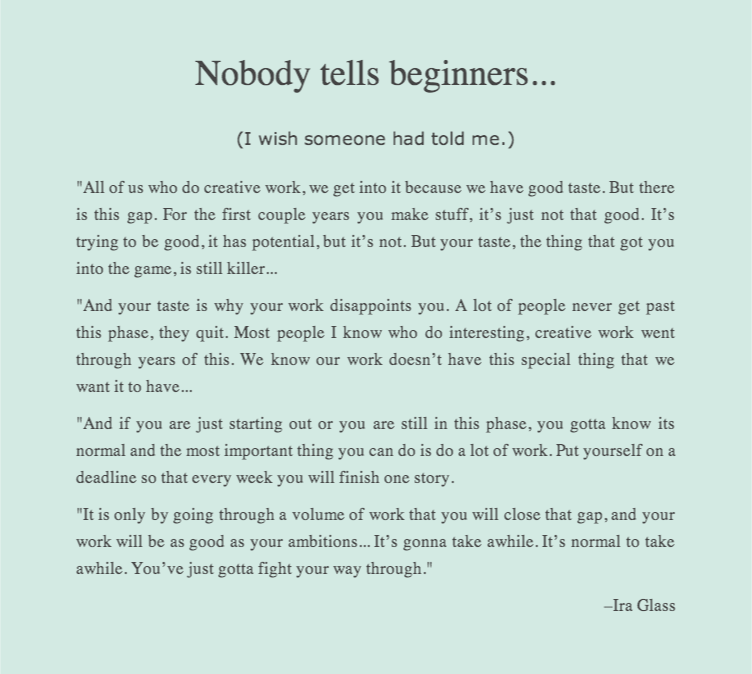 Nobody tells beginners...
(I wish someone had told me.)
"All of us who do creative work, we get into it because we have good taste. But there
is this gap. For the first couple years you make stuff, it’s just not that good. It’s
trying to be good, it has potential, but it’s not. But your taste, the thing that got you
into the game, is still killer...
"And your taste is why your work disappoints you. A lot of people never get past
this phase, they quit. Most people I know who do interesting, creative work went
through years of this. We know our work doesn’t have this special thing that we
want it to have...
"And if you are just starting out or you are still in this phase, you gotta know its
normal and the most important thing you can do is do a lot of work. Put yourself on a
deadline so that every week you will finish one story.
"It is only by going through a volume of work that you will close that gap, and your
work will be as good as your ambitions... It’s gonna take awhile. It’s normal to take
awhile. You’ve just gotta fight your way through."
–Ira Glass